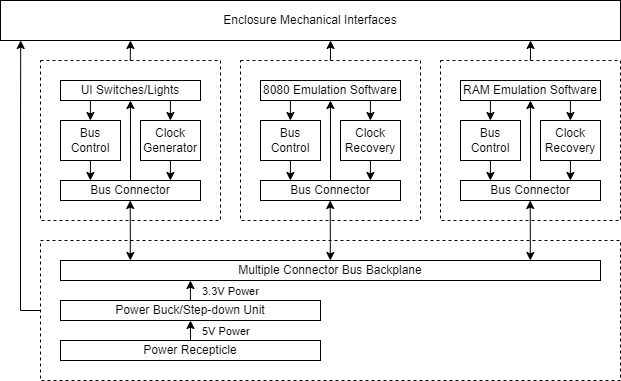 Enclosure Mechanical Interfaces
UI Switches/Lights
Bus
Control
Clock
Generator
Bus Connector
8080 Emulation Software
Bus
Control
Clock
Recovery
Bus Connector
RAM Emulation Software
Bus
Control
Clock
Recovery
Bus Connector
Multiple Connector Bus Backplane
3.3V Power
Power Buck/Step-down Unit
5V Power
Power Recepticle